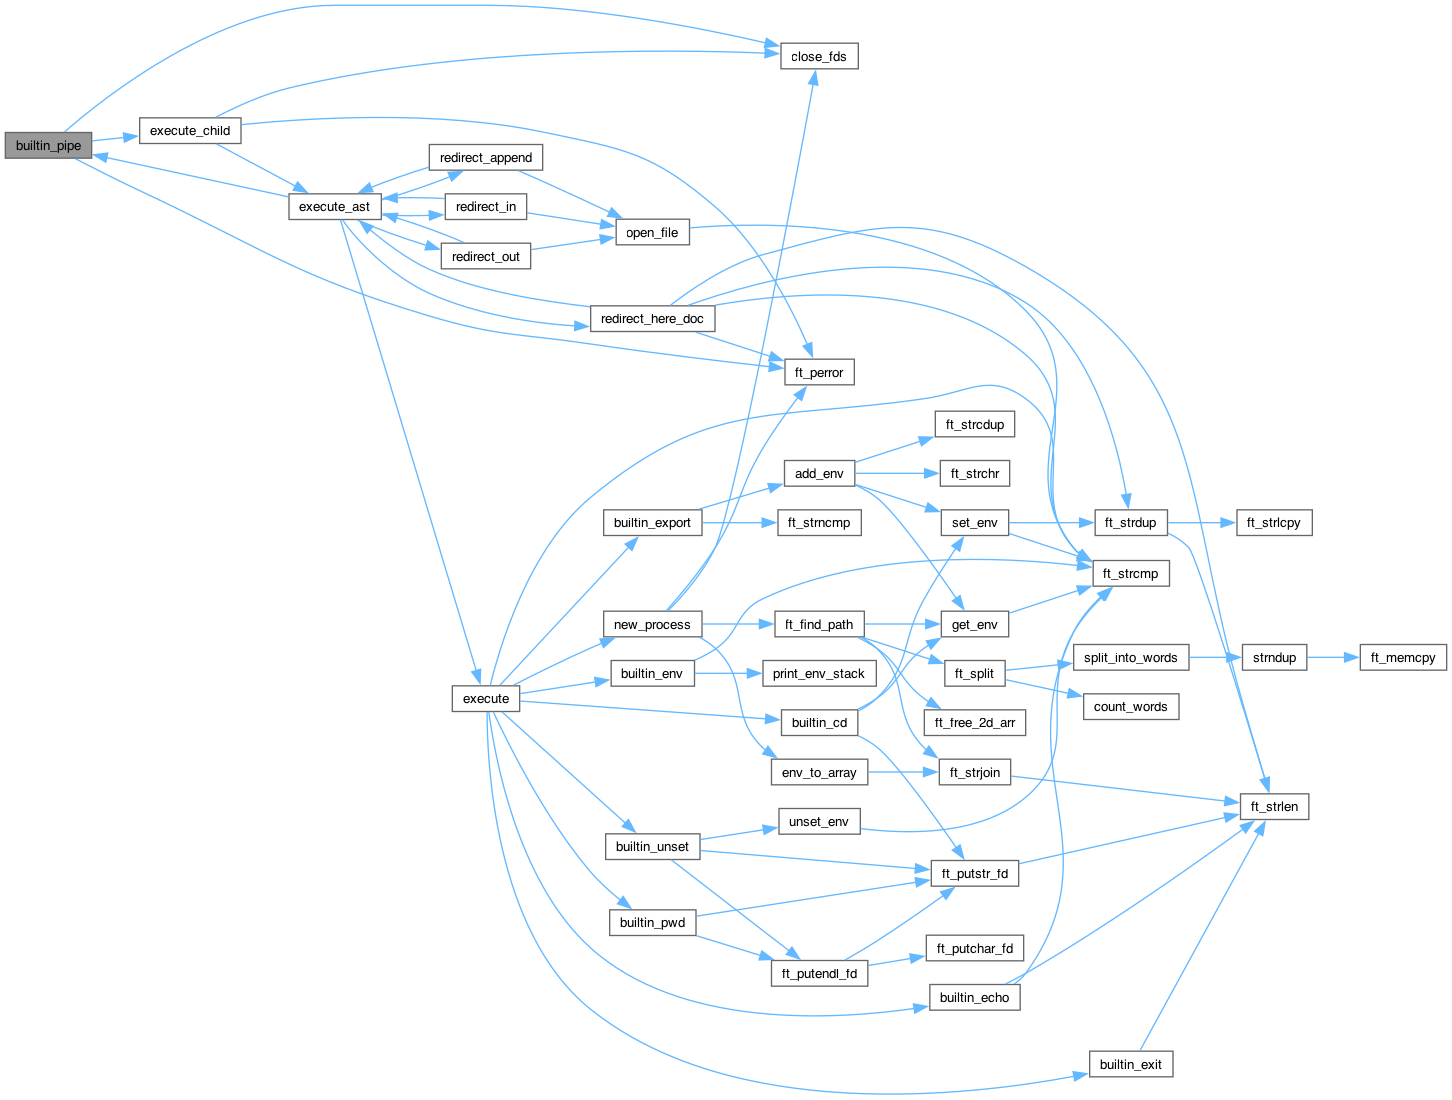 close_fds
execute_child
builtin_pipe
redirect_append
execute_ast
redirect_in
open_file
redirect_out
redirect_here_doc
ft_perror
ft_strcdup
add_env
ft_strchr
builtin_export
ft_strncmp
set_env
ft_strdup
ft_strlcpy
ft_strcmp
new_process
ft_find_path
get_env
split_into_words
strndup
ft_memcpy
builtin_env
print_env_stack
ft_split
execute
count_words
builtin_cd
ft_free_2d_arr
env_to_array
ft_strjoin
ft_strlen
unset_env
builtin_unset
ft_putstr_fd
builtin_pwd
ft_putchar_fd
ft_putendl_fd
builtin_echo
builtin_exit